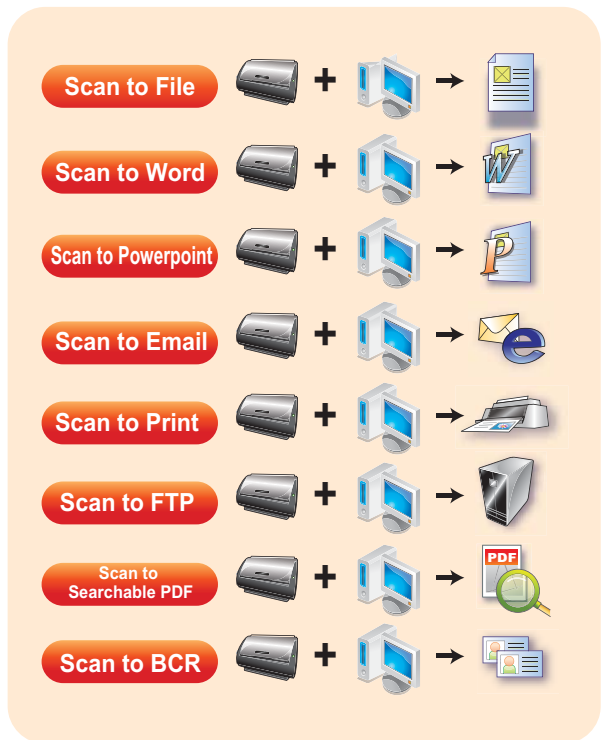 Scan to File
Scan to Word
W
Scan to Powerpoint
P
Scan to Email
e
Scan to Print
Scan to FTP
Scan to
Searchable PDF
PDF
Scan to BCR